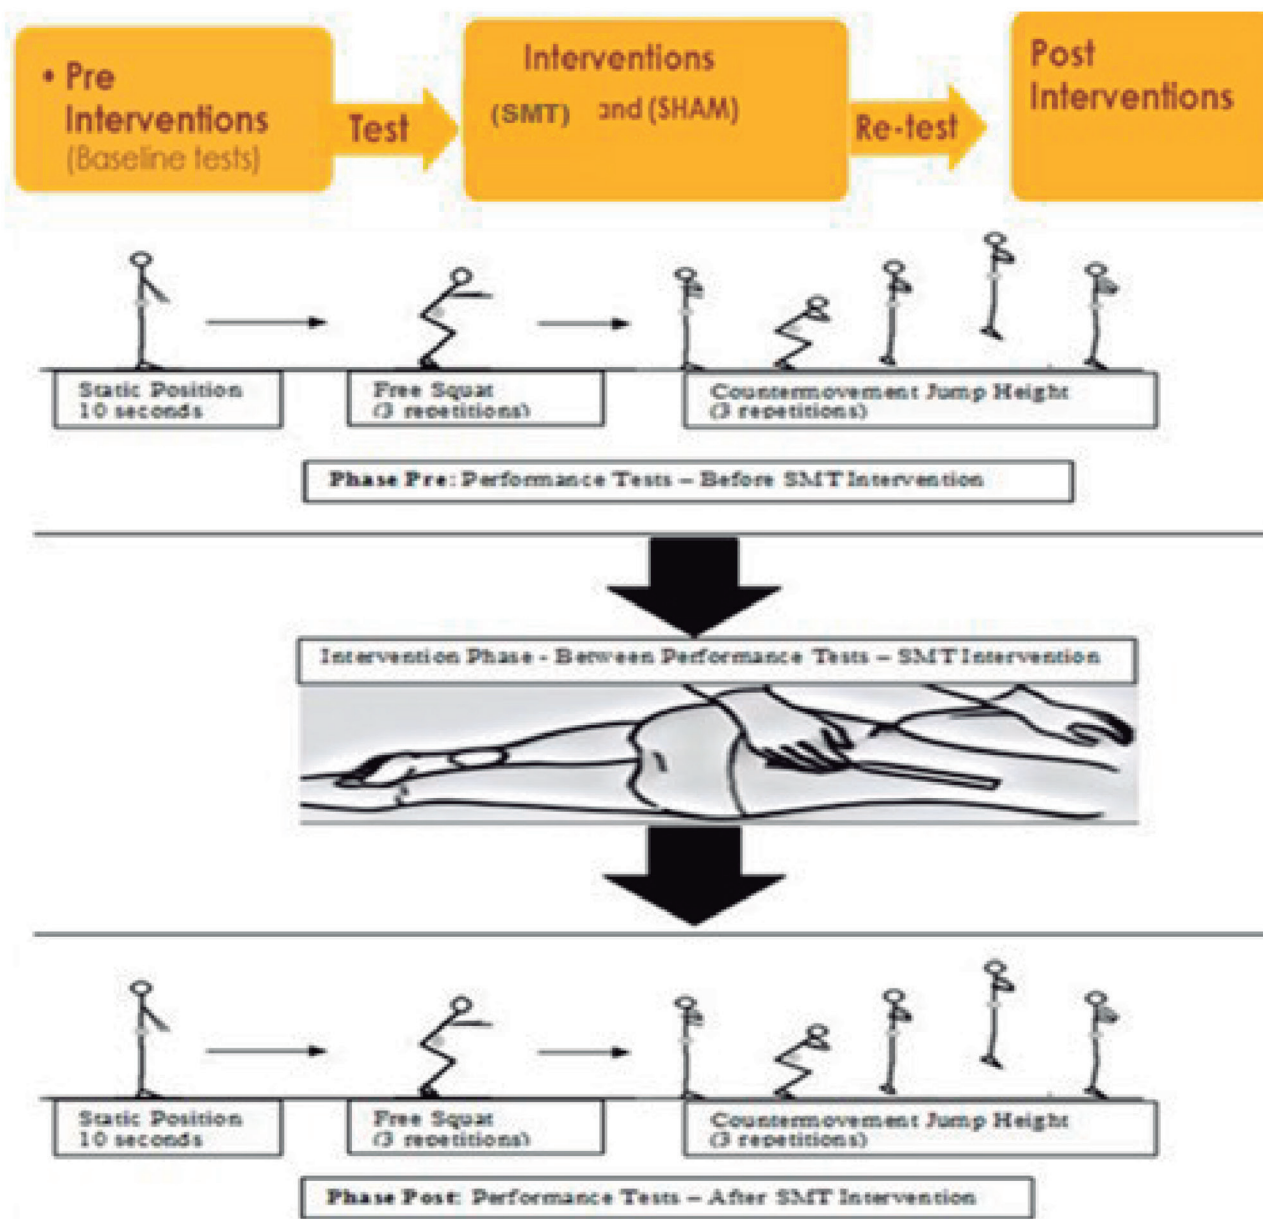 • Pre
Interventions
(Baseline tests)
Test
Interventions
(SMT) and (SHAM)
Re-test
Post
Interventions
Static Position
10 seconds
Free Squat
(3 repetitions)
Countermovement Jump Height
(3 repetitions)
Phase Pre: Performance Tests – Before SMT Intervention
Intervention Phase - Between Performance Tests – SMT Intervention
Static Position
10 seconds
Free Squat
(3 repetitions)
Countermovement Jump Height
(3 repetitions)
Phase Post: Performance Tests – After SMT Intervention